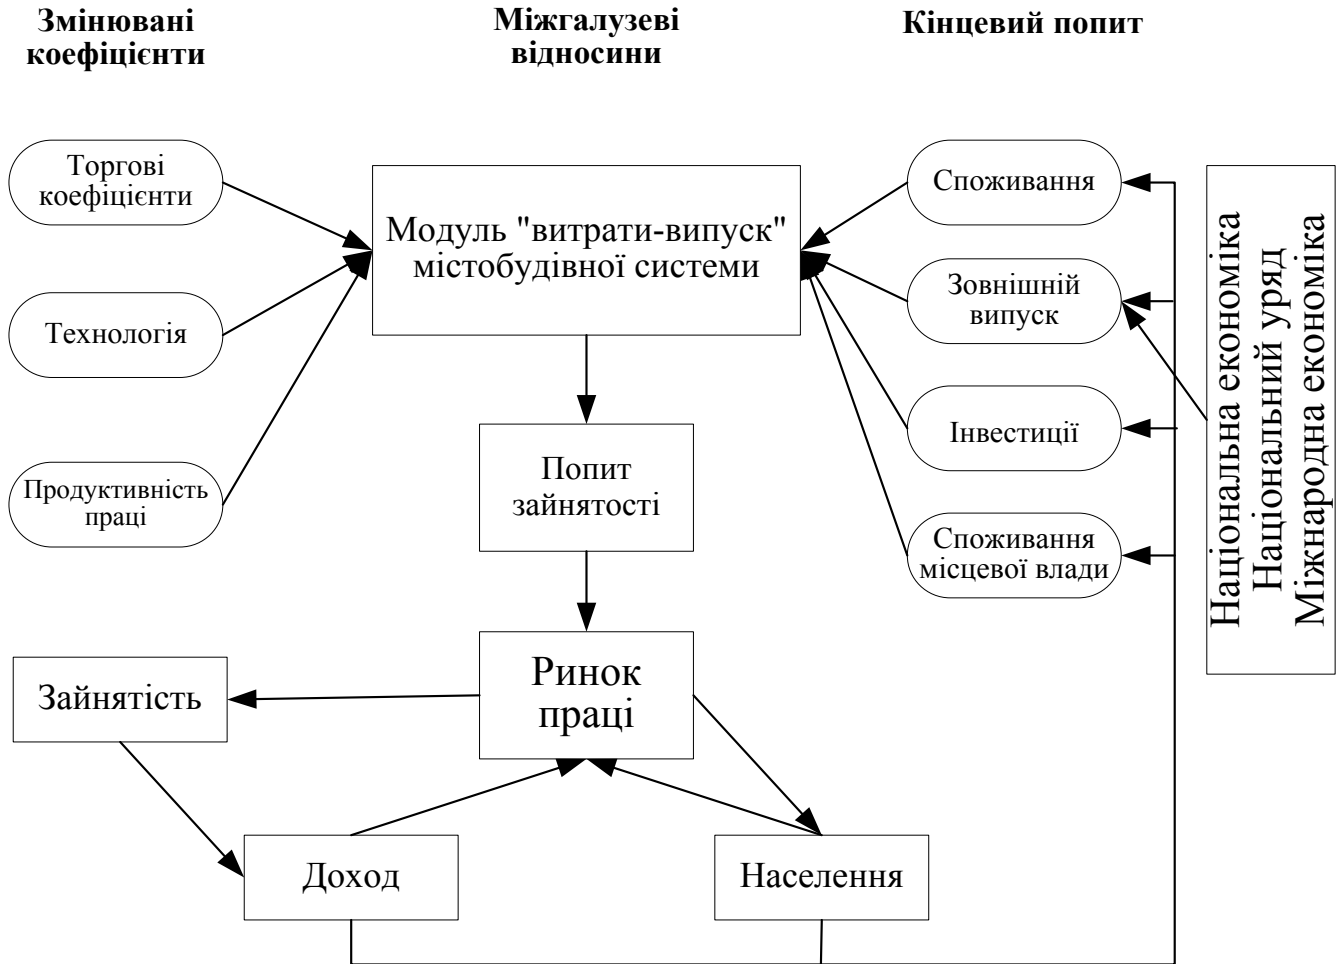 Змінювані
коефіцієнти
Міжгалузеві
відносини
Кінцевий попит
Торгові
коефіцієнти
Технологія
Продуктивність
праці
Модуль "витрати-випуск"
містобудівної системи
Попит
зайнятості
Ринок
праці
Зайнятість
Доход
Населення
Споживання
Зовнішній
випуск
Інвестиції
Споживання
місцевої влади
Національна економіка
Національний уряд
Міжнародна економіка